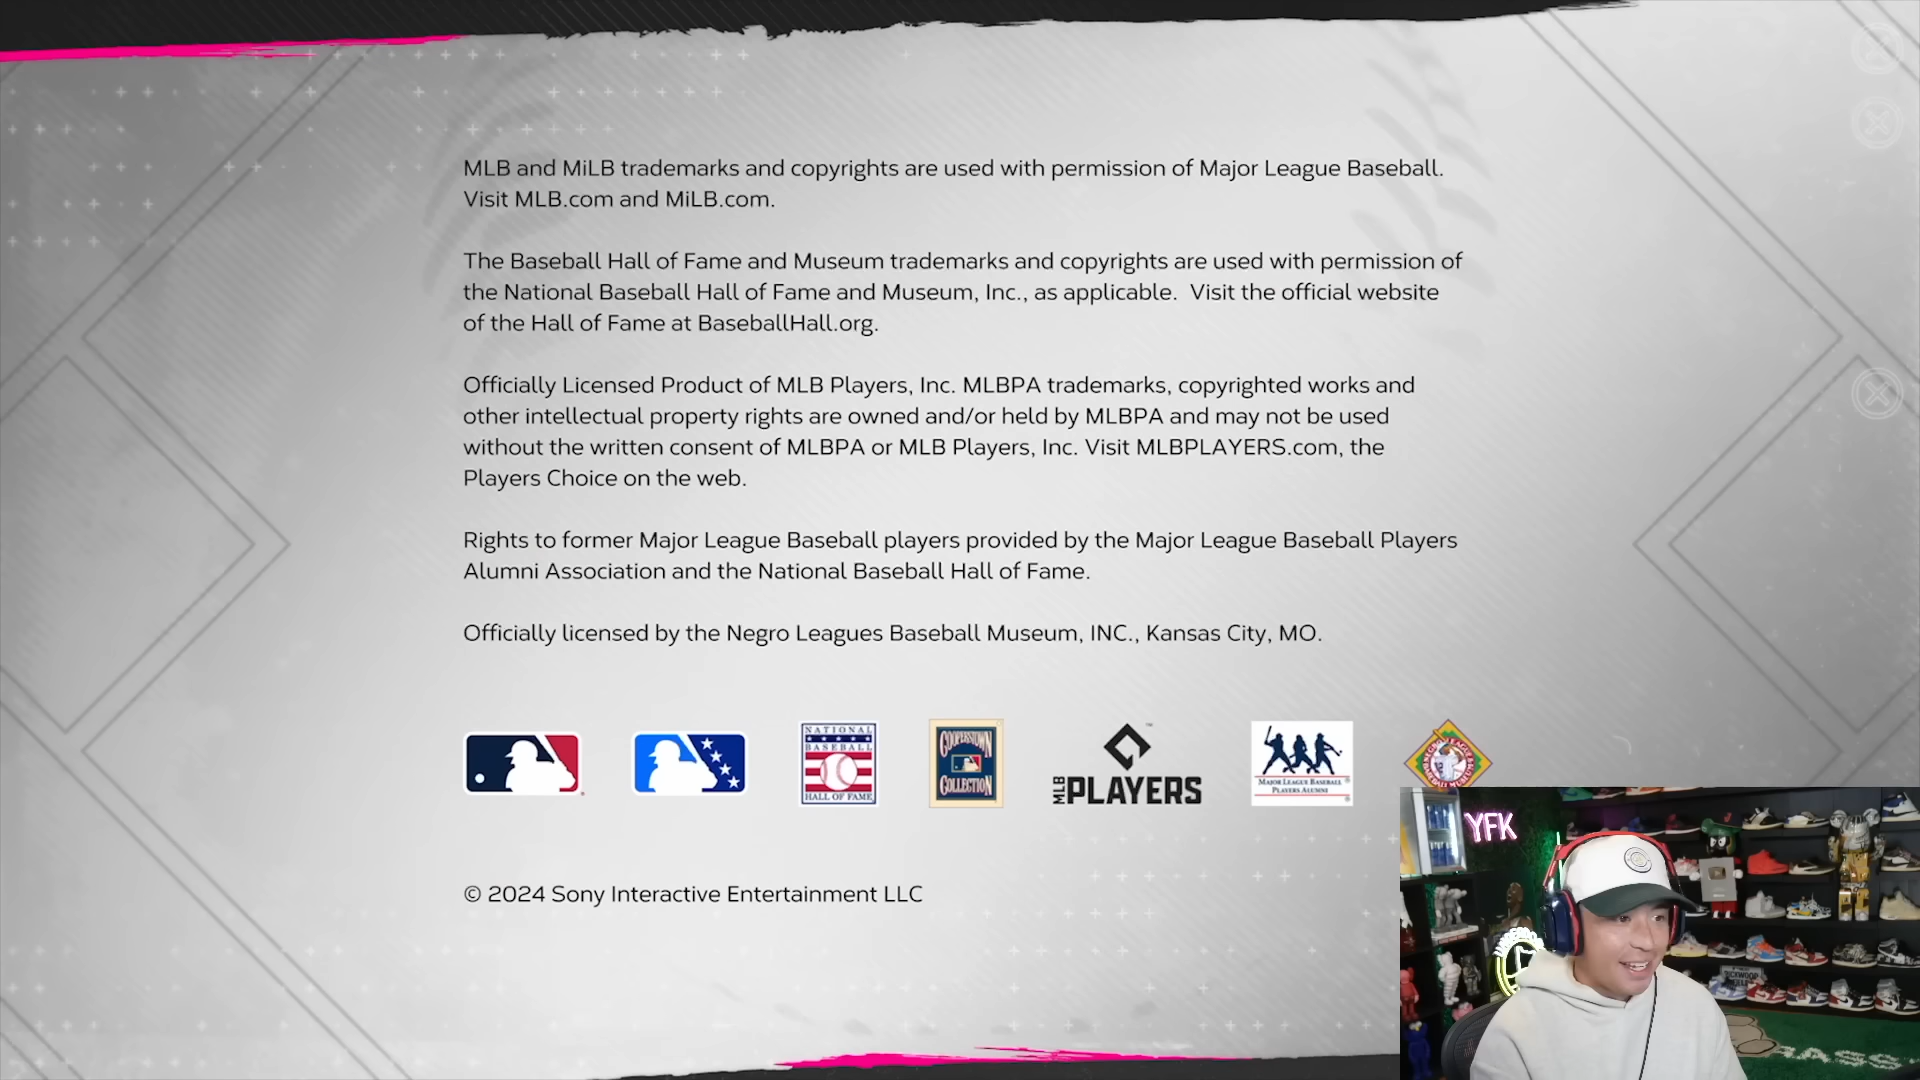 MLB and MiLB trademarks and copyrights are used with permission of Major League Baseball.
Visit MLB.com and MiLB.com.
The Baseball Hall of Fame and Museum trademarks and copyrights are used with permission of
the National Baseball Hall of Fame and Museum, Inc., as applicable.  Visit the official website
of the Hall of Fame at BaseballHall.org.
Officially Licensed Product of MLB Players, Inc. MLBPA trademarks, copyrighted works and
other intellectual property rights are owned and/or held by MLBPA and may not be used
without the written consent of MLBPA or MLB Players, Inc. Visit MLBPLAYERS.com, the
Players Choice on the web.
Rights to former Major League Baseball players provided by the Major League Baseball Players
Alumni Association and the National Baseball Hall of Fame.
Officially licensed by the Negro Leagues Baseball Museum, INC., Kansas City, MO.
NATIONAL
BASEBALL
HALL OF FAME
COOPERSTOWN
COLLECTION
MLB PLAYERS ™
MAJOR LEAGUE BASEBALL
PLAYERS ALUMNI
YFK
© 2024 Sony Interactive Entertainment LLC